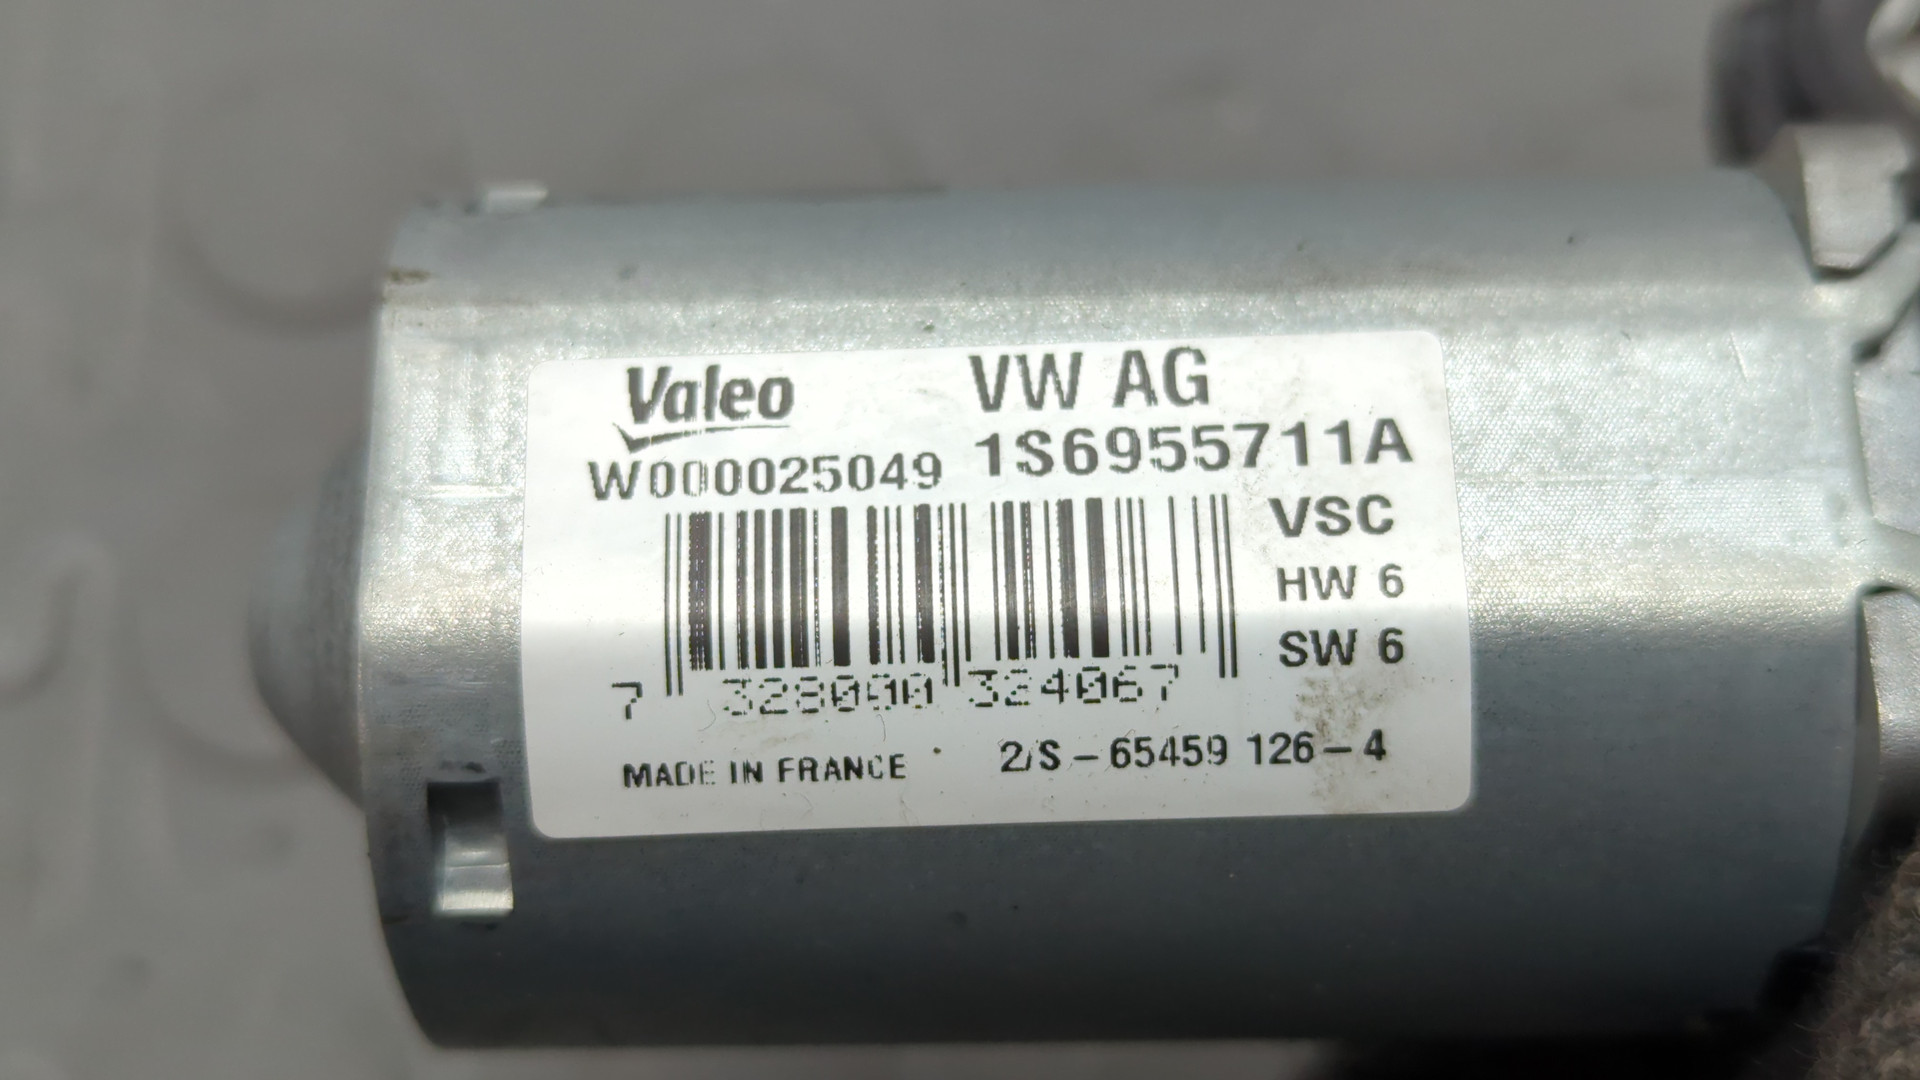 Valeo VW AG
W000025049 1S6955711A
VSC
HW 6
SW 6
7 328000 324067
MADE IN FRANCE 2/S-65459 126-4